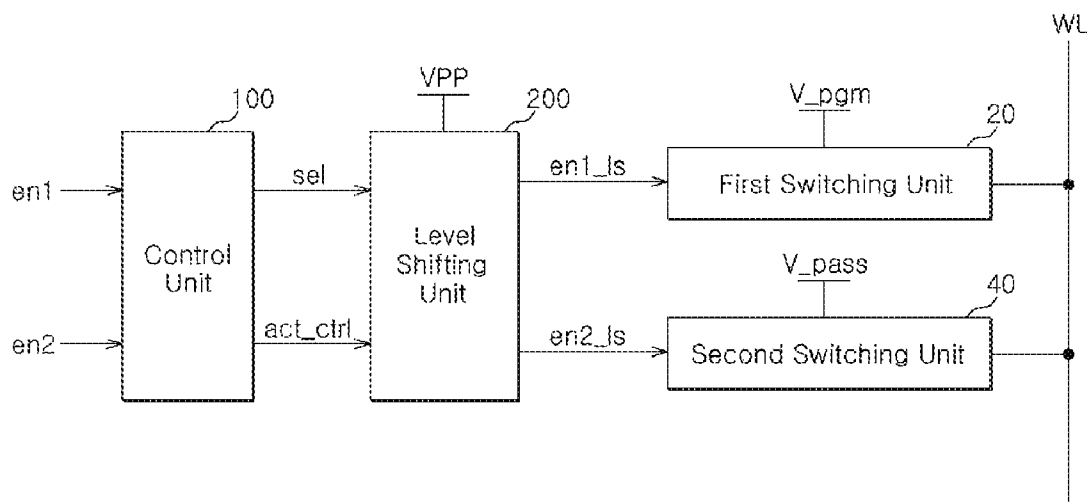 WL
VPP
V_pgm
100
200
20
en1
sel
en1_ls
First Switching Unit
Control
Unit
Level
Shifting
Unit
V_pass
40
en2
act_ctrl
en2_ls
Second Switching Unit